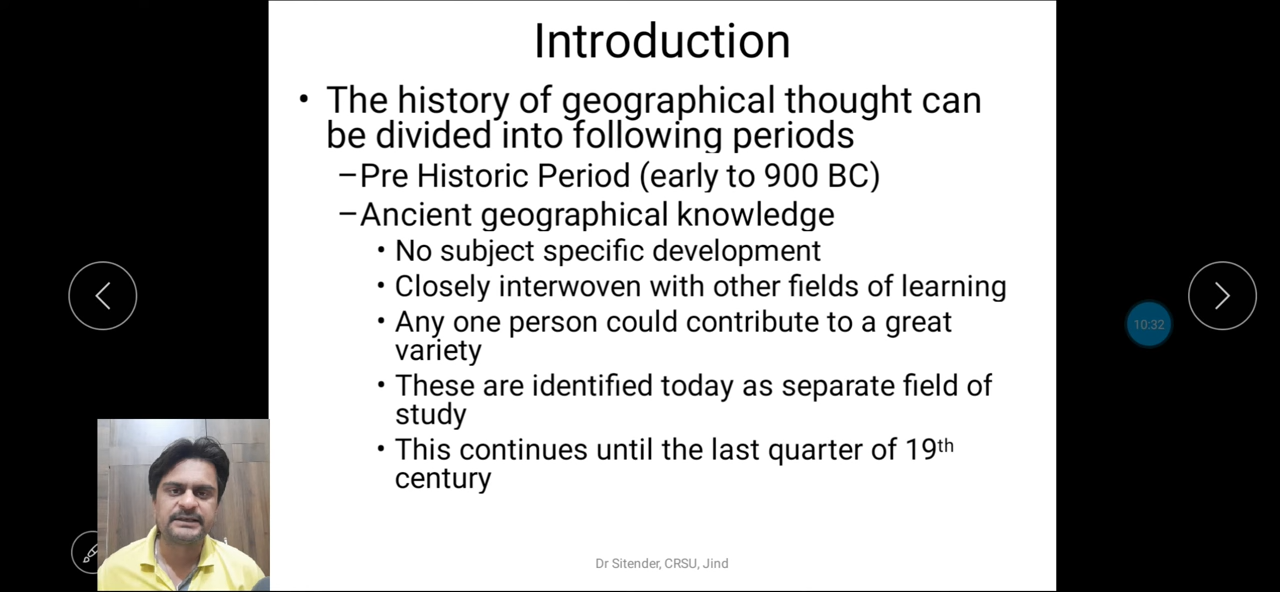 Introduction
• The history of geographical thought can
be divided into following periods
–Pre Historic Period (early to 900 BC)
–Ancient geographical knowledge
• No subject specific development
• Closely interwoven with other fields of learning
• Any one person could contribute to a great
variety
• These are identified today as separate field of
study
• This continues until the last quarter of 19th
century
10:32
Dr Sitender, CRSU, Jind